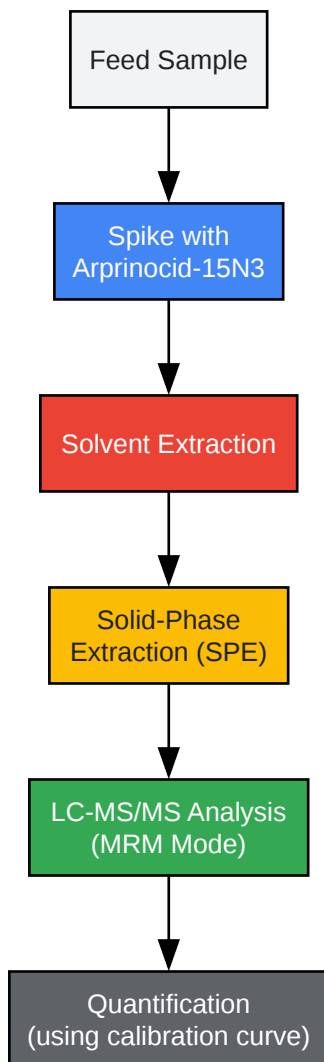 Feed Sample
Spike with
Arprinocid-15N3
Solvent Extraction
Solid-Phase
Extraction (SPE)
LC-MS/MS Analysis
(MRM Mode)
Quantification
(using calibration curve)